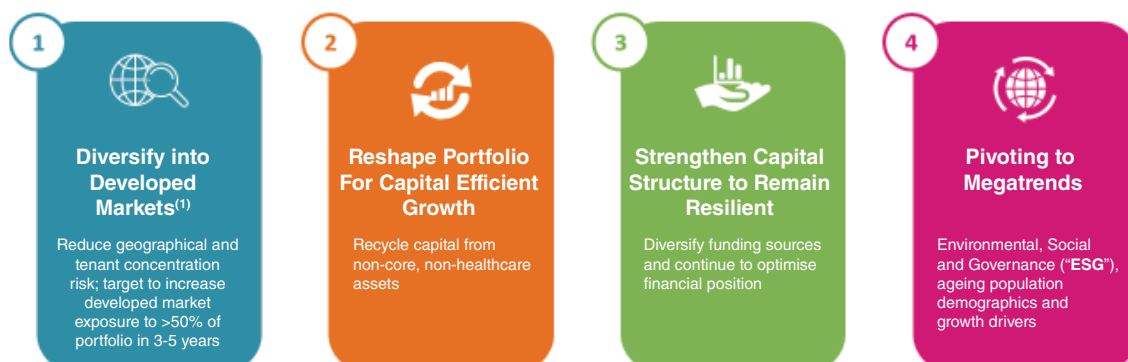 1
Diversify into
Developed
Markets(1)
Reduce geographical and
tenant concentration
risk; target to increase
developed market
exposure to >50% of
portfolio in 3-5 years
2
Reshape Portfolio
For Capital Efficient
Growth
Recycle capital from
non-core, non-healthcare
assets
3
Strengthen Capital
Structure to Remain
Resilient
Diversify funding sources
and continue to optimise
financial position
4
Pivoting to
Megatrends
Environmental, Social
and Governance (“ESG”),
ageing population
demographics and
growth drivers